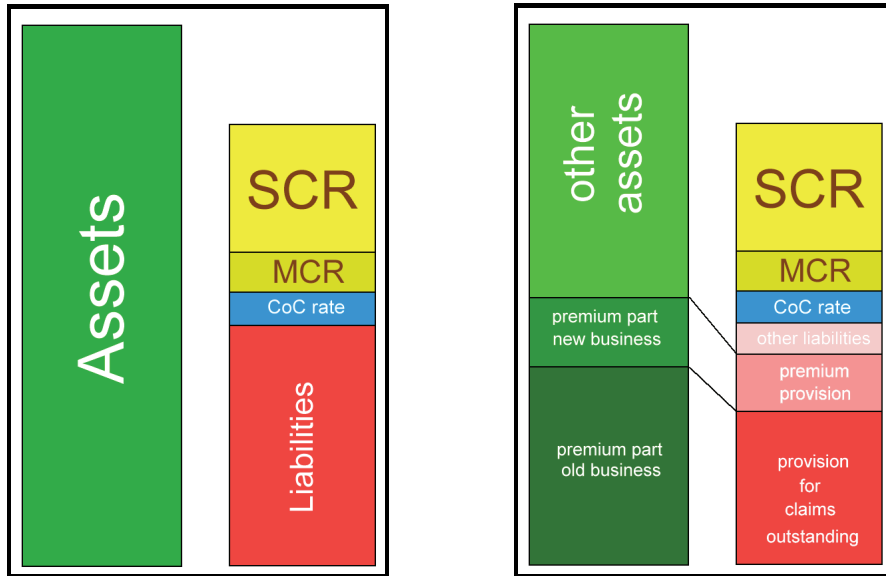 Assets
SCR
MCR
CoC rate
Liabilities
other
assets
premium part
new business
premium part
old business
SCR
MCR
CoC rate
other liabilities
premium
provision
provision
for
claims
outstanding